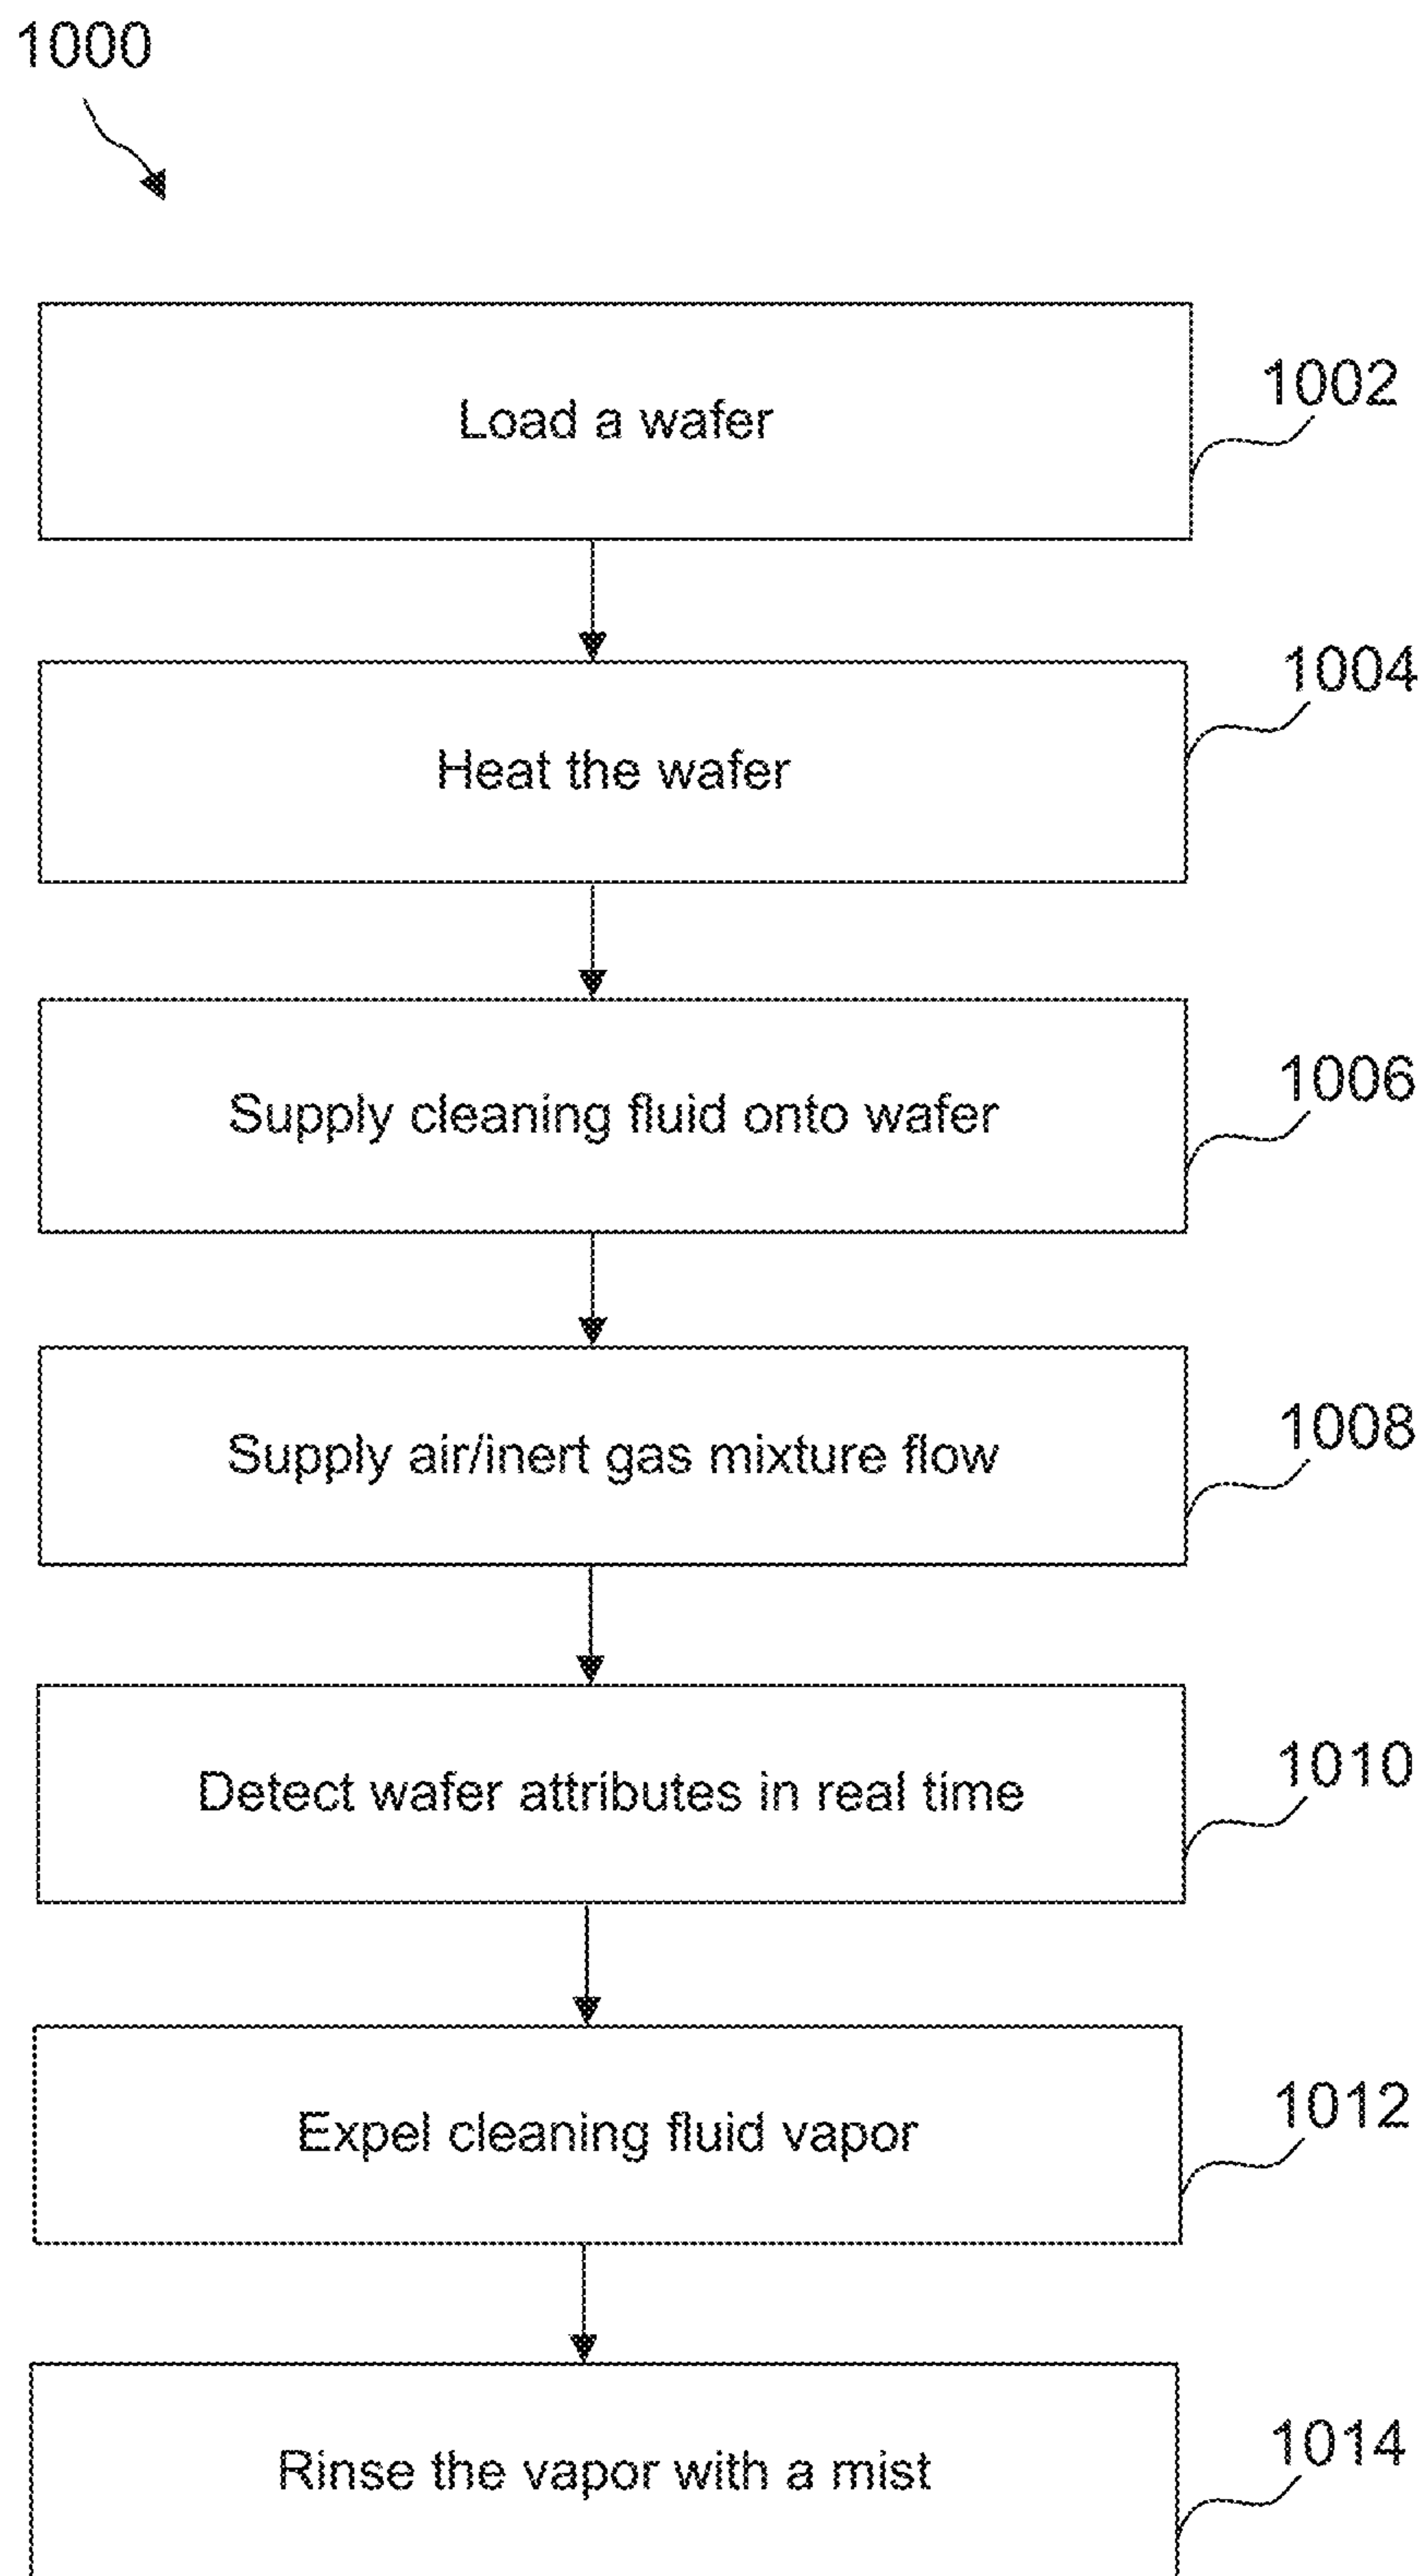 1000
Load a wafer
1002
Heat the wafer
1004
Supply cleaning fluid onto wafer
1006
Supply air/inert gas mixture flow
1008
Detect wafer attributes in real time
1010
Expel cleaning fluid vapor
1012
Rinse the vapor with a mist
1014